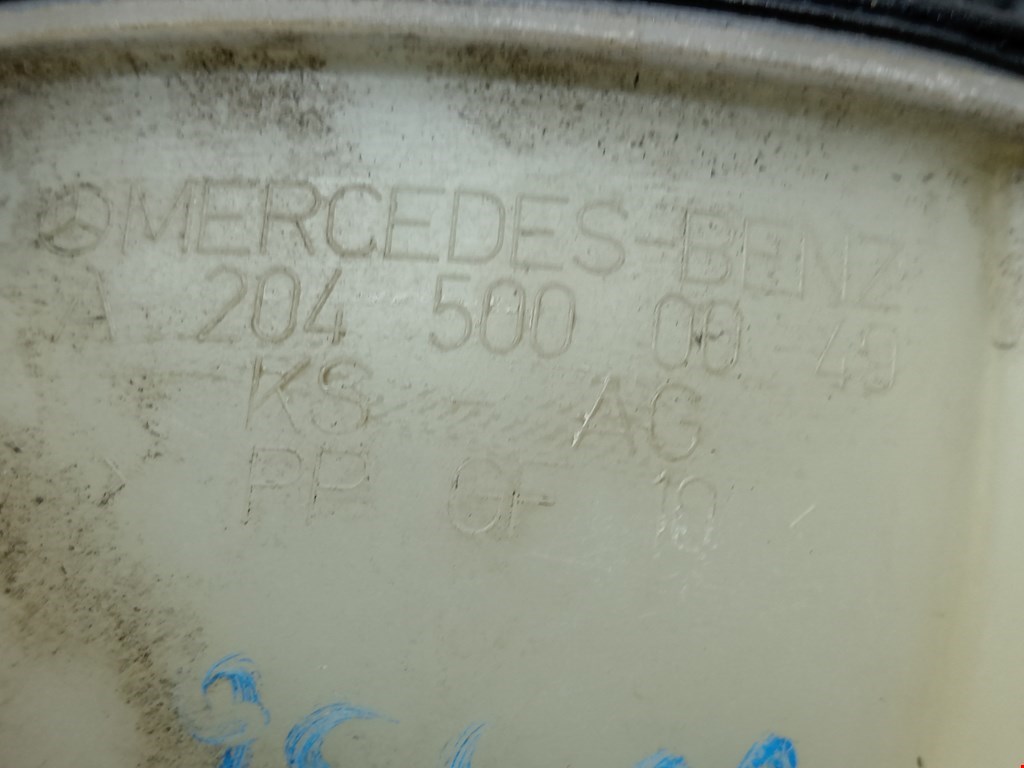 MERCEDES-BENZ
A 204 500 00 49
KS AG
PP GF 10